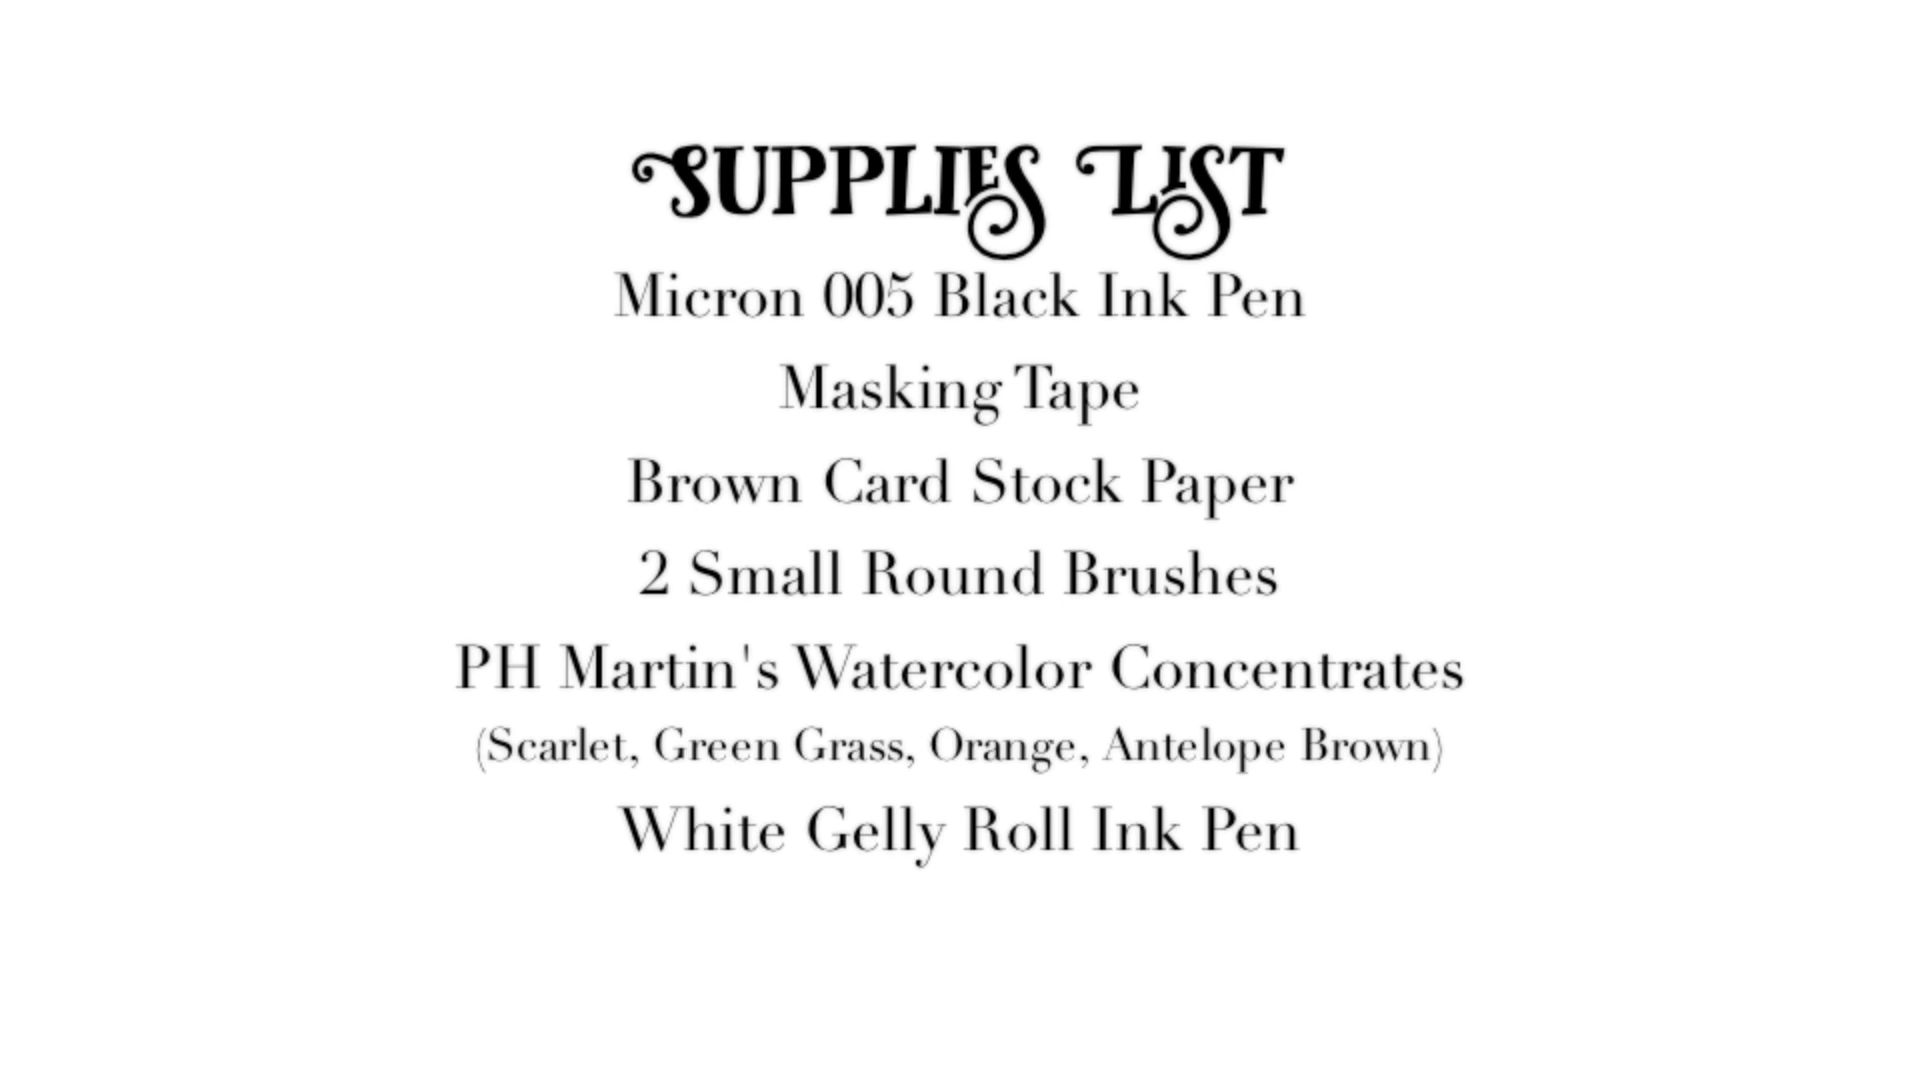 SUPPLIES LIST
Micron 005 Black Ink Pen
Masking Tape
Brown Card Stock Paper
2 Small Round Brushes
PH Martin's Watercolor Concentrates
(Scarlet, Green Grass, Orange, Antelope Brown)
White Gelly Roll Ink Pen